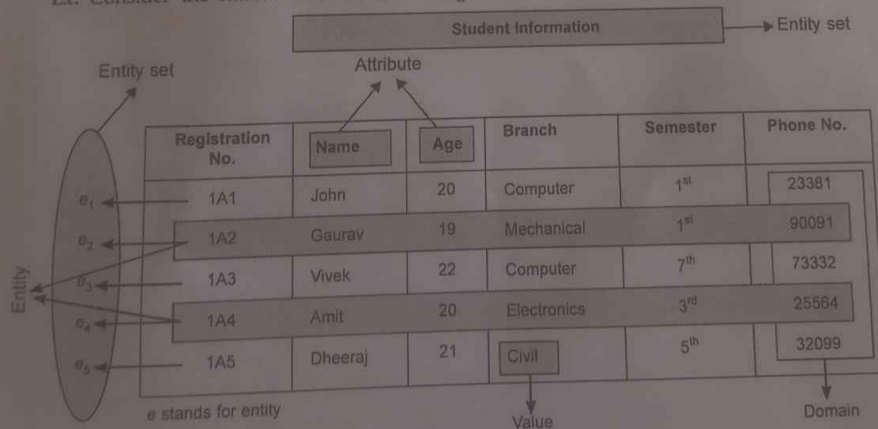 Student Information
Entity set
Entity set
Attribute
Registration No. Name Age Branch Semester Phone No.
e1 1A1 John 20 Computer 1st 23381
e2 1A2 Gaurav 19 Mechanical 1st 90091
e3 1A3 Vivek 22 Computer 7th 73332
e4 1A4 Amit 20 Electronics 3rd 25564
e5 1A5 Dheeraj 21 Civil 5th 32099
Entity
e stands for entity
Value
Domain